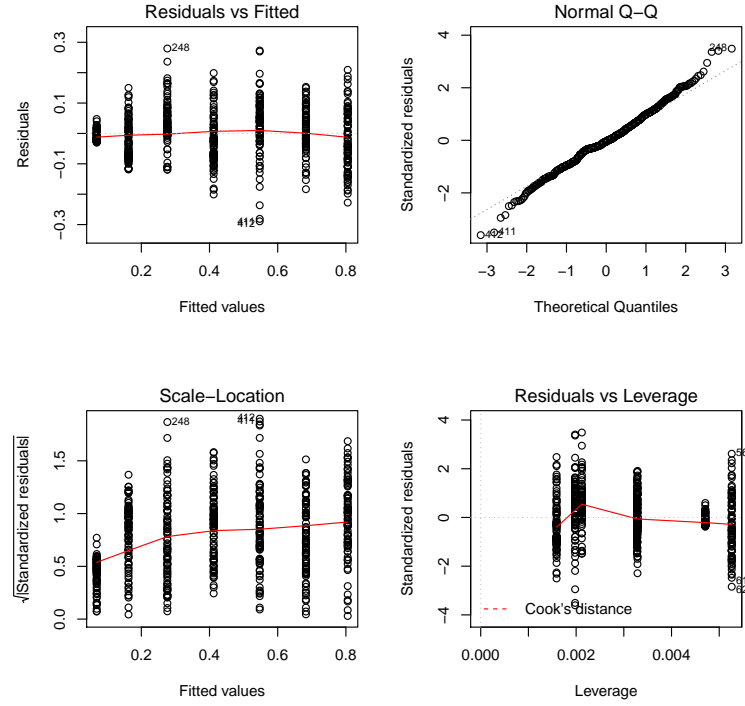 Residuals vs Fitted
0.3
0.1
−0.1
−0.3
Residuals
248
411
412
0.2 0.4 0.6 0.8
Fitted values
Normal Q−Q
4
2
0
−2
Standardized residuals
248
411
412
−3 −2 −1 0 1 2 3
Theoretical Quantiles
Scale−Location
1.5
1.0
0.5
0.0
√|Standardized residuals|
248
412
411
0.2 0.4 0.6 0.8
Fitted values
Residuals vs Leverage
4
2
0
−2
−4
Standardized residuals
Cook's distance
0.000 0.002 0.004
Leverage